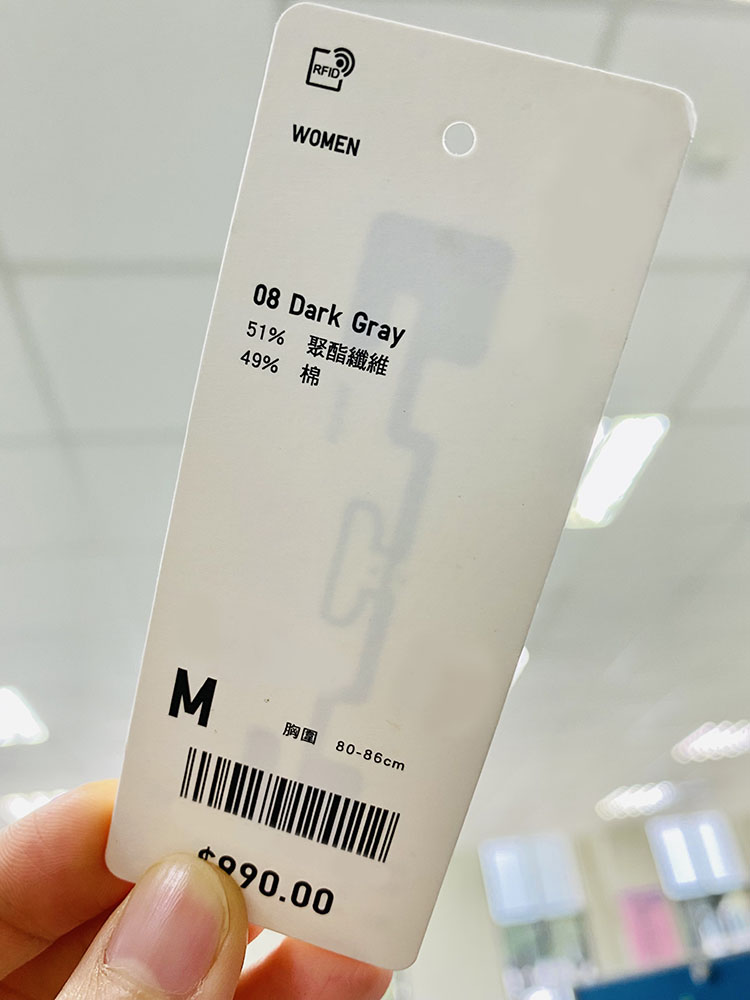 RFID
WOMEN
08 Dark Gray
51% 聚酯纖維
49% 棉
M
胸圍 80-86cm
$990.00